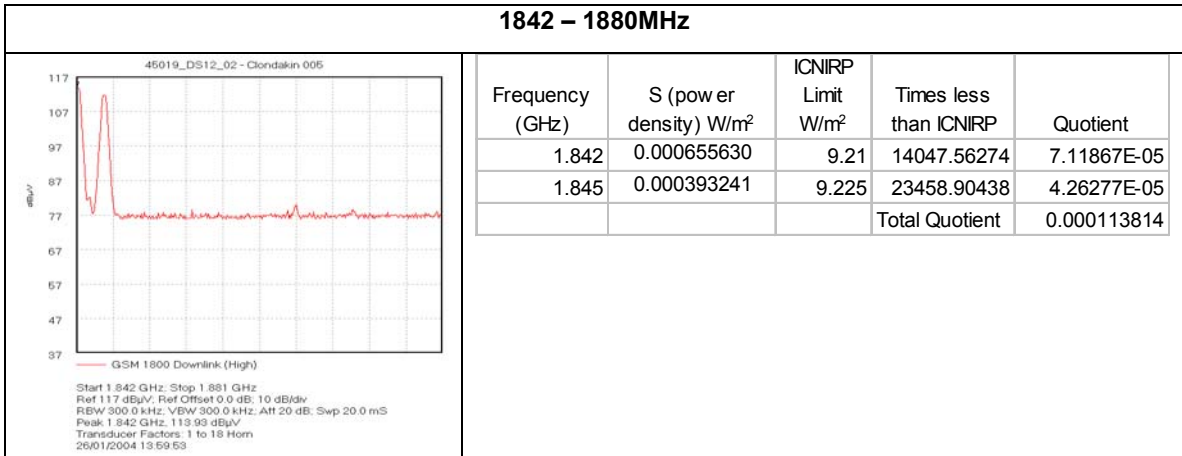 1842 – 1880MHz
45019_DS12_02 - Clondakin 005
117
107
97
87
77
67
57
47
37
dBµV
GSM 1800 Downlink (High)
Start 1.842 GHz; Stop 1.881 GHz
Ref 117 dBµV; Ref Offset 0.0 dB; 10 dB/div
RBW 300.0 kHz; VBW 300.0 kHz; Att 20 dB; Swp 20.0 mS
Peak 1.842 GHz, 113.93 dBµV
Transducer Factors: 1 to 18 Horn
26/01/2004 13:59:53
Frequency (GHz) S (pow er density) W/m² ICNIRP Limit W/m² Times less than ICNIRP Quotient
1.842 0.000655630 9.21 14047.56274 7.11867E-05
1.845 0.000393241 9.225 23458.90438 4.26277E-05
Total Quotient 0.000113814